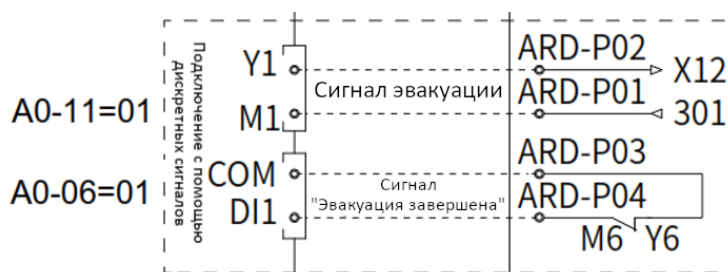 A0-11=01
A0-06=01
Подключение с помощью
дискретных сигналов
Y1
M1
COM
DI1
Сигнал эвакуации
Сигнал
"Эвакуация завершена"
ARD-P02
X12
ARD-P01
301
ARD-P03
ARD-P04
M6 Y6